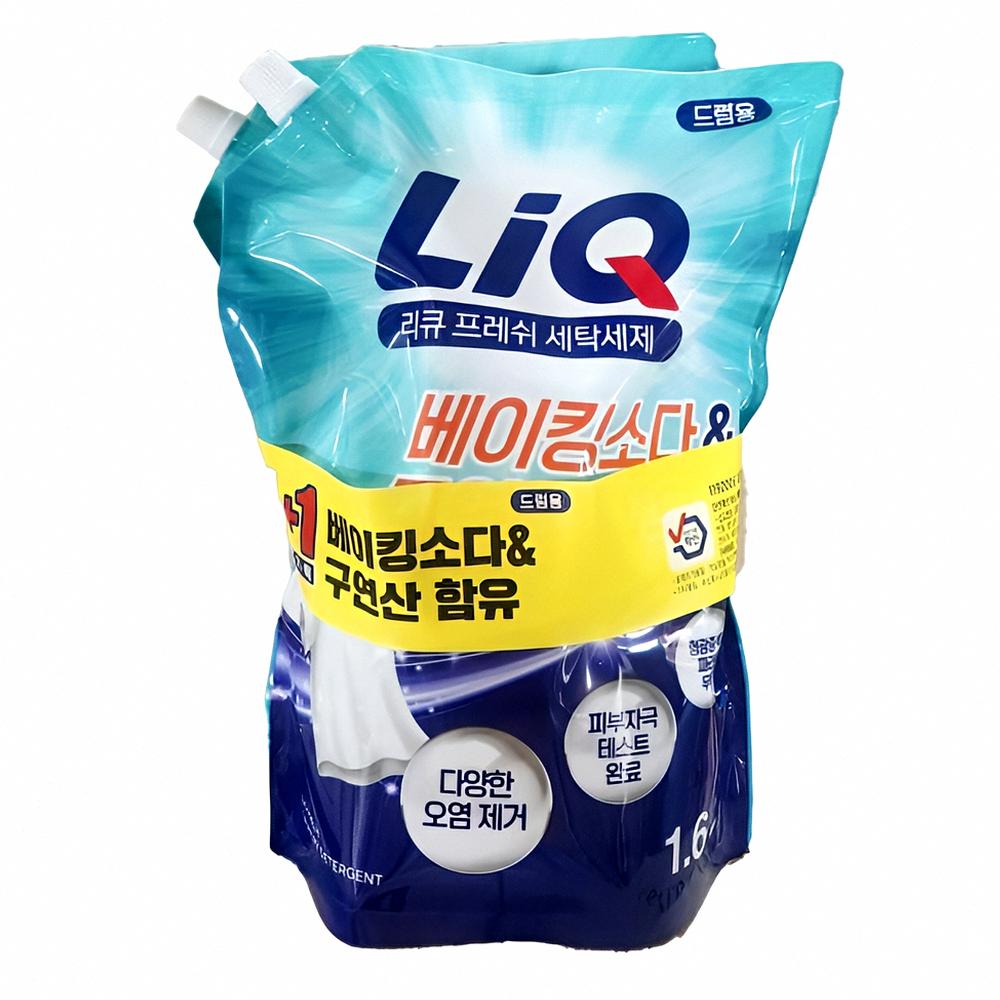 드럼용
LiQ
리큐 프레쉬 세탁세제
베이킹소다&
드럼용
+1
베이킹소다&
구연산 함유
피부자극
테스트
완료
다양한
오염 제거
1.6
DETERGENT